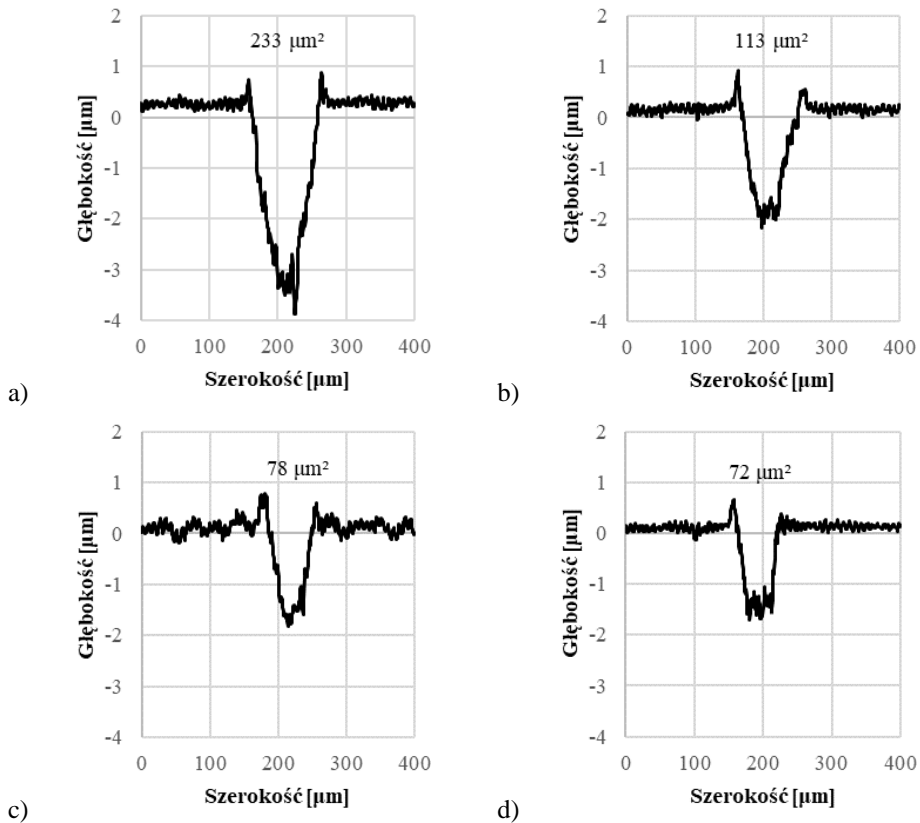 233 μm²
2
1
0
-1
-2
-3
-4
Głębokość [μm]
0 100 200 300 400
Szerokość [μm]
a)
113 μm²
2
1
0
-1
-2
-3
-4
Głębokość [μm]
0 100 200 300 400
Szerokość [μm]
b)
78 μm²
2
1
0
-1
-2
-3
-4
Głębokość [μm]
0 100 200 300 400
Szerokość [μm]
c)
72 μm²
2
1
0
-1
-2
-3
-4
Głębokość [μm]
0 100 200 300 400
Szerokość [μm]
d)